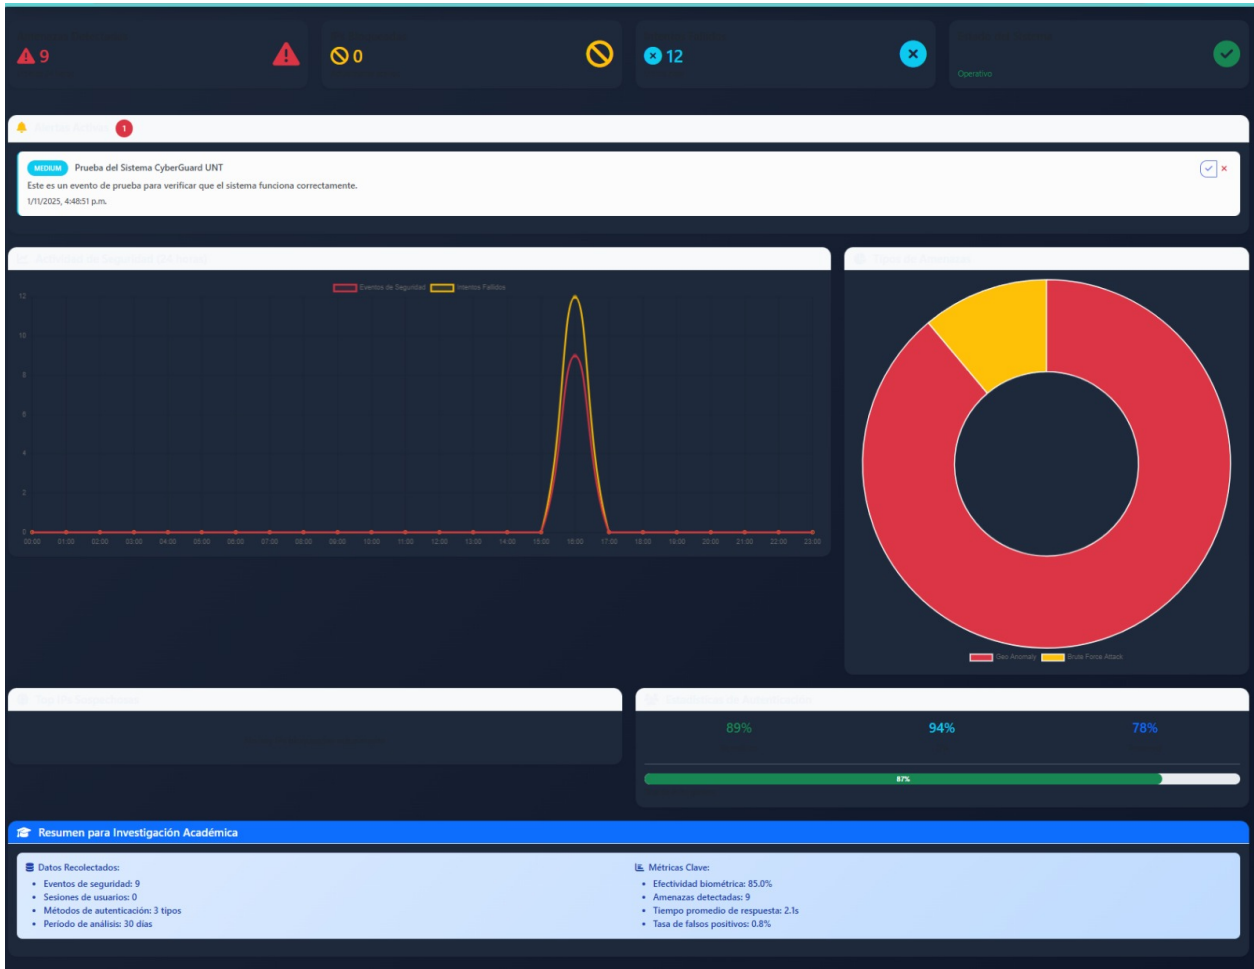 9
0
12
Operativo
1
MEDIUM Prueba del Sistema CyberGuard UNT
Este es un evento de prueba para verificar que el sistema funciona correctamente.
1/11/2025, 4:48:51 p.m.
Eventos de Seguridad Intentos Fallidos
12
10
8
6
4
2
0
00:00 01:00 02:00 03:00 04:00 05:00 06:00 07:00 08:00 09:00 10:00 11:00 12:00 13:00 14:00 15:00 16:00 17:00 18:00 19:00 20:00 21:00 22:00 23:00
Geo Anomaly Brute Force Attack
89% 94% 78%
87%
Resumen para Investigación Académica
Datos Recolectados:
Eventos de seguridad: 9
Sesiones de usuarios: 0
Métodos de autenticación: 3 tipos
Período de análisis: 30 días
Métricas Clave:
Efectividad biométrica: 85.0%
Amenazas detectadas: 9
Tiempo promedio de respuesta: 2.1s
Tasa de falsos positivos: 0.8%